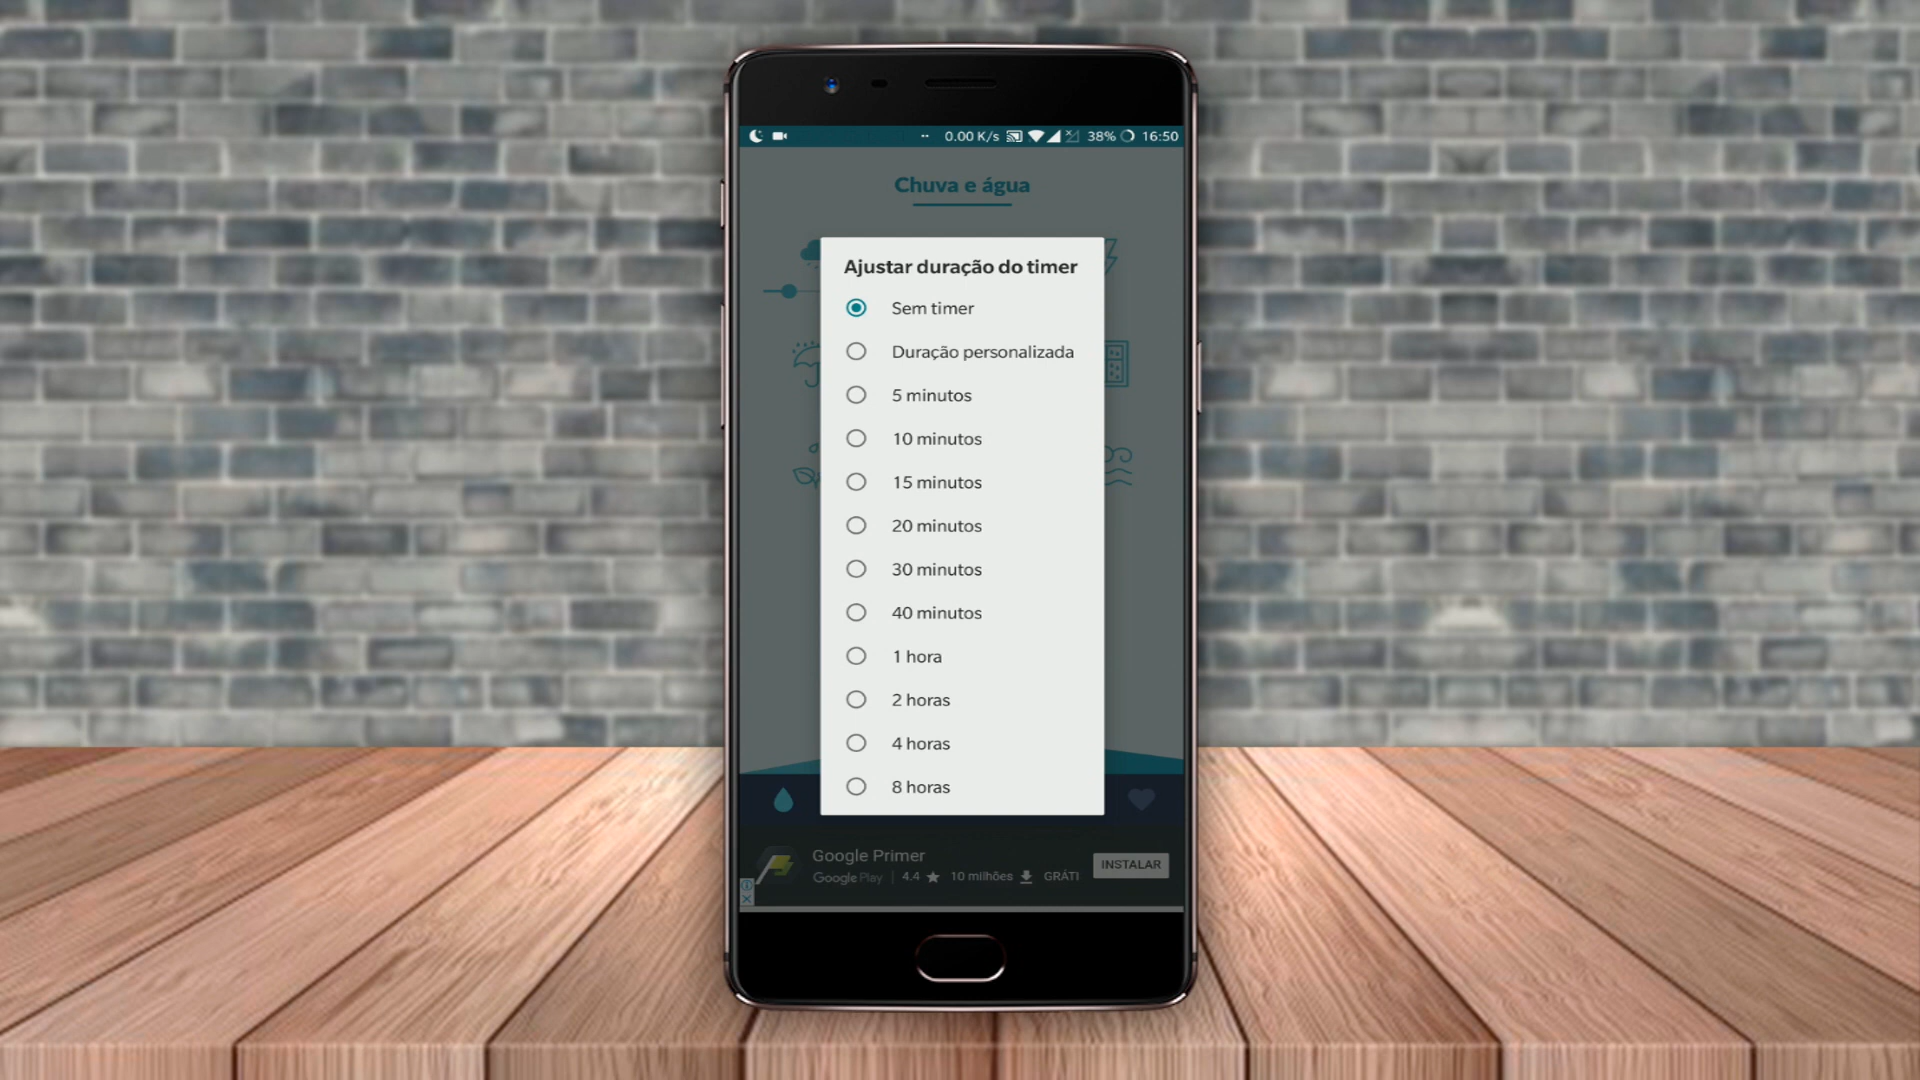 0.00 K/s 38% 16:50
Chuva e água
Ajustar duração do timer
Sem timer
Duração personalizada
5 minutos
10 minutos
15 minutos
20 minutos
30 minutos
40 minutos
1 hora
2 horas
4 horas
8 horas
Google Primer
Google Play | 4.4 ★ 10 milhões GRÁTI
INSTALAR